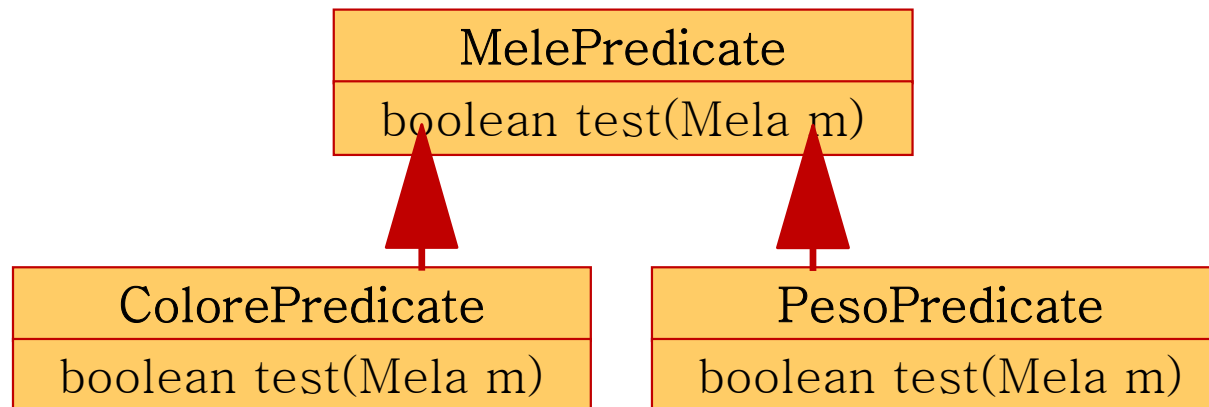 MelePredicate
boolean test(Mela m)
ColorePredicate
boolean test(Mela m)
PesoPredicate
boolean test(Mela m)